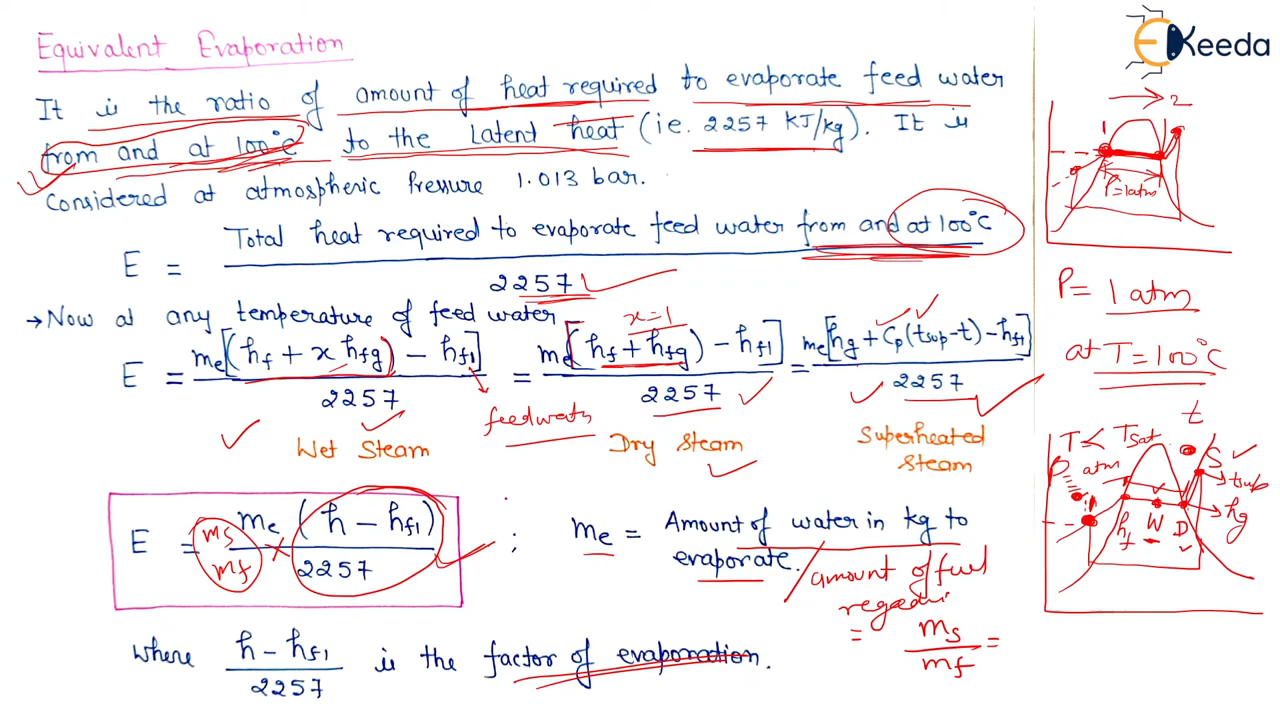 Equivalent Evaporation
EKeeda
It is the ratio of amount of heat required to evaporate feed water
from and at 100°C to the Latent heat (i.e. 2257 KJ/kg). It is
Considered at atmospheric Pressure 1.013 bar.
E = Total heat required to evaporate feed water from and at 100°C / 2257
→ Now at any temperature of feed water
x=1
E = me[(hf + x hfg) - hf1] / 2257 = me[(hf + hfg) - hf1] / 2257 = me[hg + Cp(tsup - t) - hf1] / 2257
feedwater
Wet Steam
Dry Steam
Superheated Steam
E = me (h - hf1) / 2257 ;
ms / mf ×
me = Amount of water in kg to
evaporate. / amount of fuel
= ms / mf =
where h - hf1 / 2257 is the factor of evaporation.
1 2
P=1atm
P= 1 atm
at T=100°C
t
T < Tsat
P atm
S
tsup
hg
hf W D